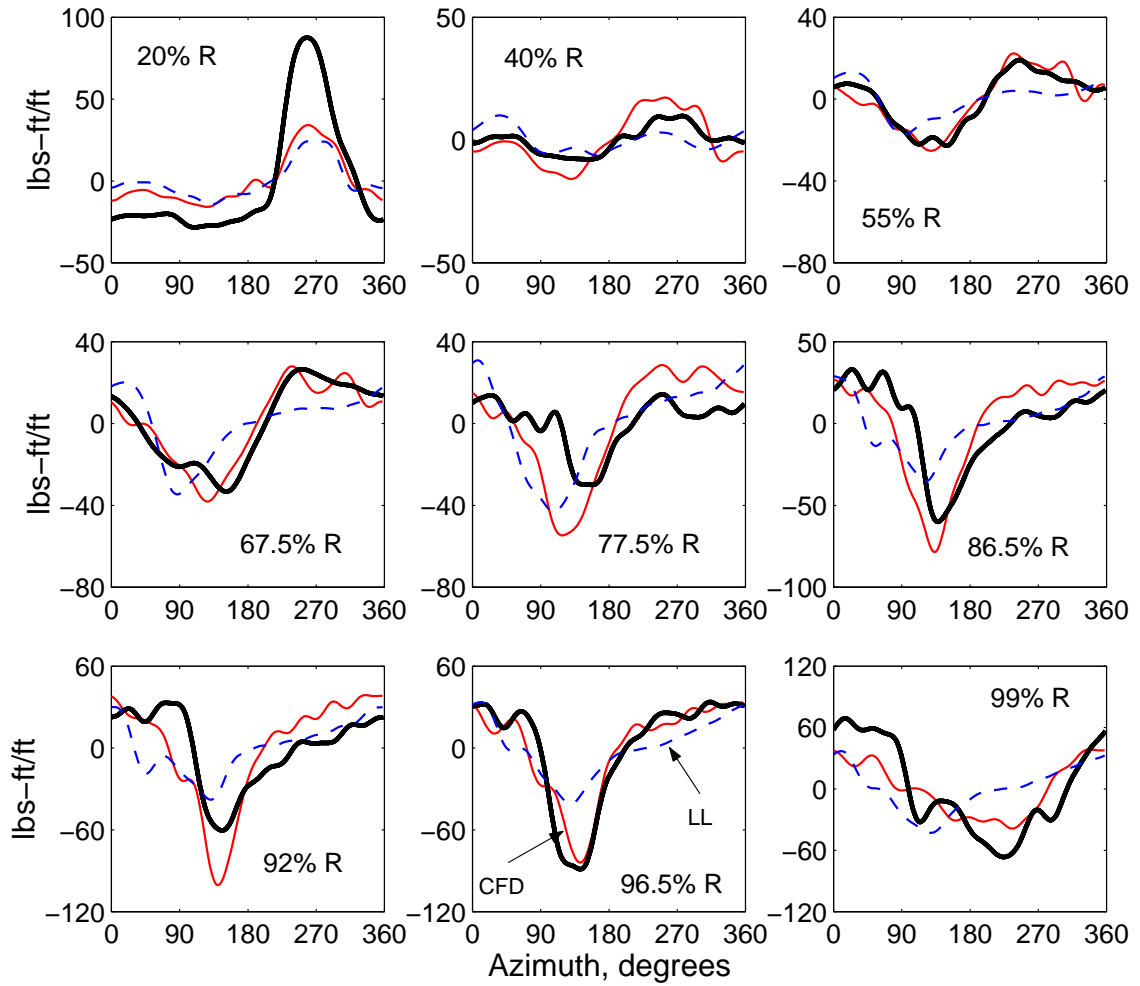 100
50
0
−50
0 90 180 270 360
20% R
lbs−ft/ft
50
0
−50
0 90 180 270 360
40% R
40
0
−40
−80
0 90 180 270 360
55% R
40
0
−40
−80
0 90 180 270 360
67.5% R
lbs−ft/ft
40
0
−40
−80
0 90 180 270 360
77.5% R
50
0
−50
−100
0 90 180 270 360
86.5% R
60
0
−60
−120
0 90 180 270 360
92% R
lbs−ft/ft
60
0
−60
−120
0 90 180 270 360
LL
CFD
96.5% R
Azimuth, degrees
120
60
0
−60
−120
0 90 180 270 360
99% R